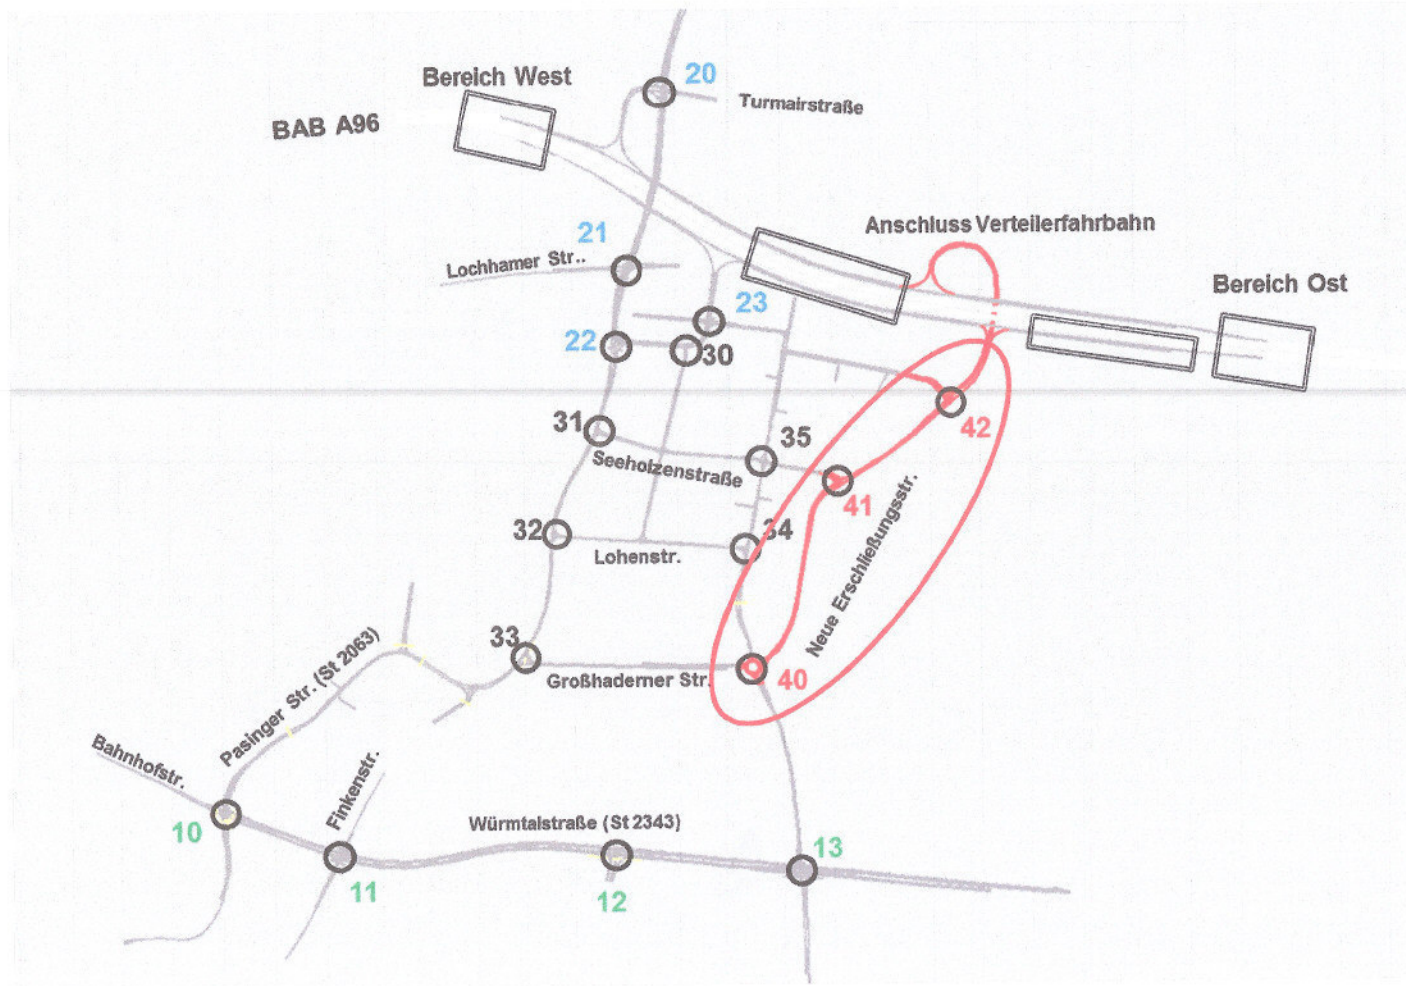 20
Bereich West
Turmairstraße
BAB A96
Anschluss Verteilerfahrbahn
21
Lochhamer Str..
Bereich Ost
23
22
30
31
35
42
Seeholzenstraße
41
32
34
Lohenstr.
Neue Erschließungsstr.
33
Großhaderner Str.
40
Pasinger Str. (St 2063)
Bahnhofstr.
Finkenstr.
Würmtalstraße (St 2343)
10
13
11
12